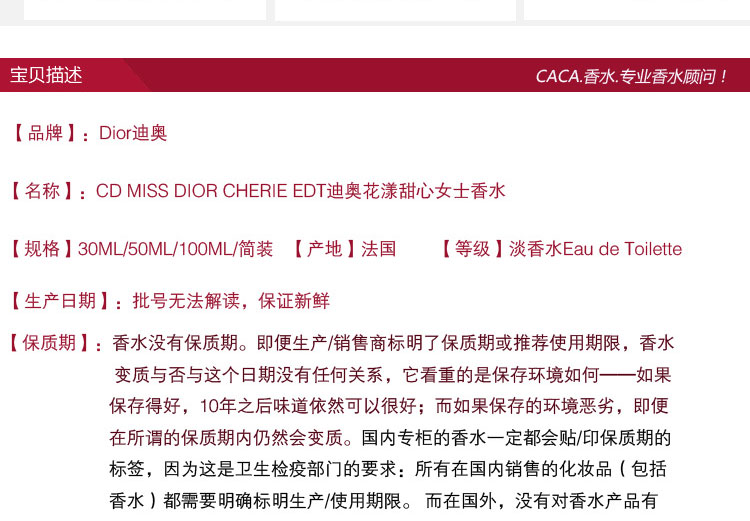 宝贝描述
CACA.香水.专业香水顾问！
【 品牌 】：Dior迪奥
【 名称 】：CD MISS DIOR CHERIE EDT迪奥花漾甜心女士香水
【 规格 】30ML/50ML/100ML/简装 【 产地 】法国 【 等级 】淡香水Eau de Toilette
【 生产日期 】：批号无法解读，保证新鲜
【 保质期 】：香水没有保质期。即便生产/销售商标明了保质期或推荐使用期限，香水
变质与否与这个日期没有任何关系，它看重的是保存环境如何——如果
保存得好，10年之后味道依然可以很好；而如果保存的环境恶劣，即便
在所谓的保质期内仍然会变质。国内专柜的香水一定都会贴/印保质期的
标签，因为这是卫生检疫部门的要求：所有在国内销售的化妆品（包括
香水）都需要明确标明生产/使用期限。 而在国外，没有对香水产品有